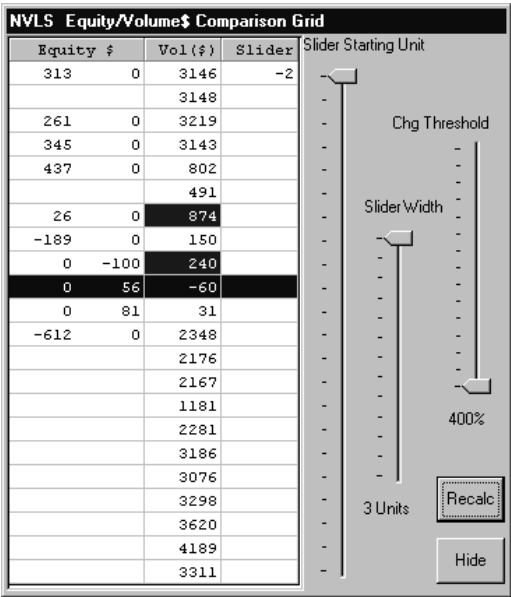 NVLS Equity/Volume$ Comparison Grid
Equity $ Vol($) Slider Slider Starting Unit
313 0 3146 -2
3148
261 0 3219
345 0 3143 Chg Threshold
437 0 802
491
26 0 874 Slider Width
-189 0 150
0 -100 240
0 56 -60
0 81 31
-612 0 2348
2176
2167
1181
2281
3186
3076
3298
3620
4189
3311
400%
3 Units
Recalc
Hide